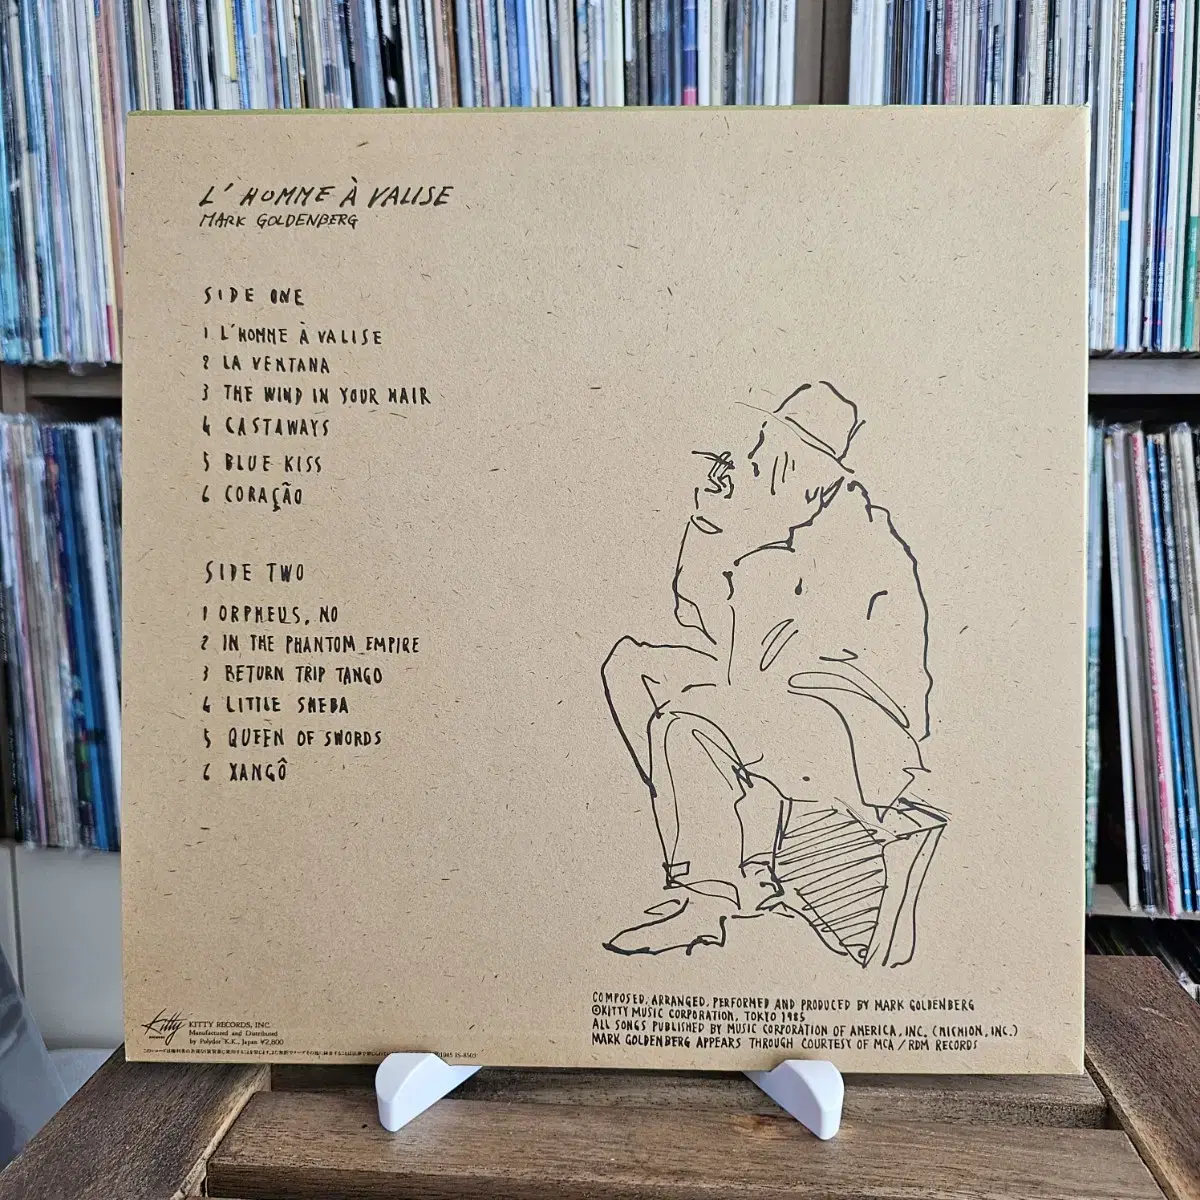 L'HOMME À VALISE
MARK GOLDENBERG
SIDE ONE
1 L'HOMME À VALISE
2 LA VENTANA
3 THE WIND IN YOUR HAIR
4 CASTAWAYS
5 BLUE KISS
6 CORAÇÃO
SIDE TWO
1 ORPHEUS, NO
2 IN THE PHANTOM EMPIRE
3 RETURN TRIP TANGO
4 LITTLE SHEBA
5 QUEEN OF SWORDS
6 XANGÔ
COMPOSED, ARRANGED, PERFORMED AND PRODUCED BY MARK GOLDENBERG
©KITTY MUSIC CORPORATION, TOKYO 1985
ALL SONGS PUBLISHED BY MUSIC CORPORATION OF AMERICA, INC. (MICHION, INC.)
MARK GOLDENBERG APPEARS THROUGH COURTESY OF MCA/RDM RECORDS
Kitty
RECORDS
KITTY RECORDS, INC.
Manufactured and Distributed
by Polydor K.K., Japan ¥2,800